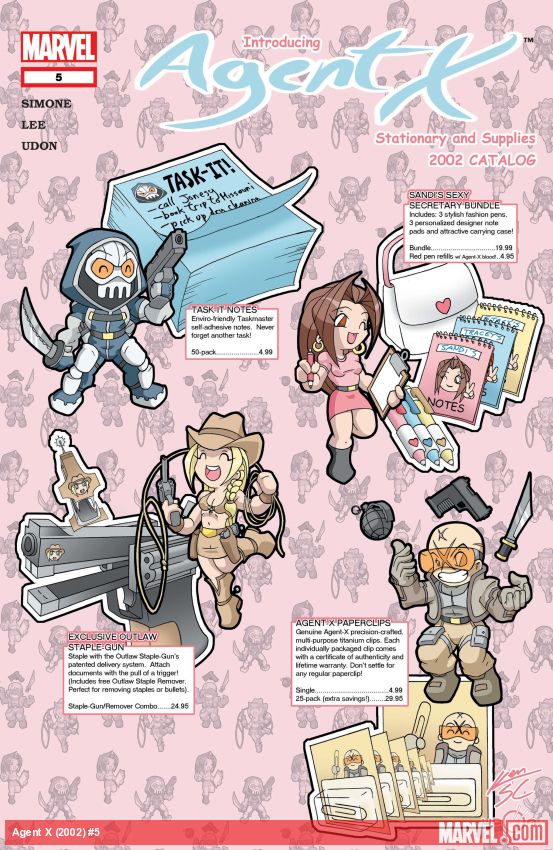 MARVEL
5
SIMONE
LEE
UDON
Introducing
Agent X
™
Stationary and Supplies
2002 CATALOG
TASK-IT!
-call Jonesy
-book trip to Missouri
-pick up dry cleaning
TASK IT NOTES
Enviro-friendly Taskmaster
self-adhesive notes. Never
forget another task!
50-pack......................4.99
SANDI'S SEXY
SECRETARY BUNDLE
Includes: 3 stylish fashion pens,
3 personalized designer note
pads and attractive carrying case!
Bundle.............................19.99
Red pen refills w/ Agent-X blood!..4.95
TRACEY'S
SANDI'S
NOTES
EXCLUSIVE OUTLAW
STAPLE-GUN
Staple with the Outlaw Staple-Gun's
patented delivery system. Attach
documents with the pull of a trigger!
(Includes free Outlaw Staple Remover.
Perfect for removing staples or bullets).
Staple-Gun/Remover Combo......24.95
AGENT-X PAPERCLIPS
Genuine Agent-X precision-crafted,
multi-purpose titanium clips. Each
individually packaged clip comes
with a certificate of authenticity and
lifetime warranty. Don't settle for
any regular paperclip!
Single...................................4.99
25-pack (extra savings!).......29.95
Agent X (2002) #5
MARVEL.com